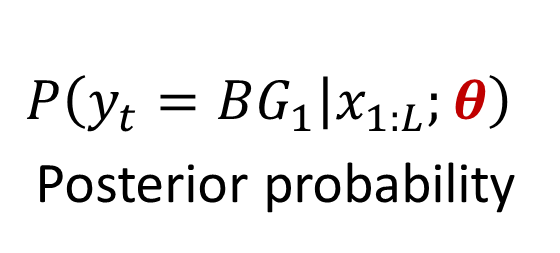 P(y_t = BG_1|x_{1:L}; θ)
Posterior probability